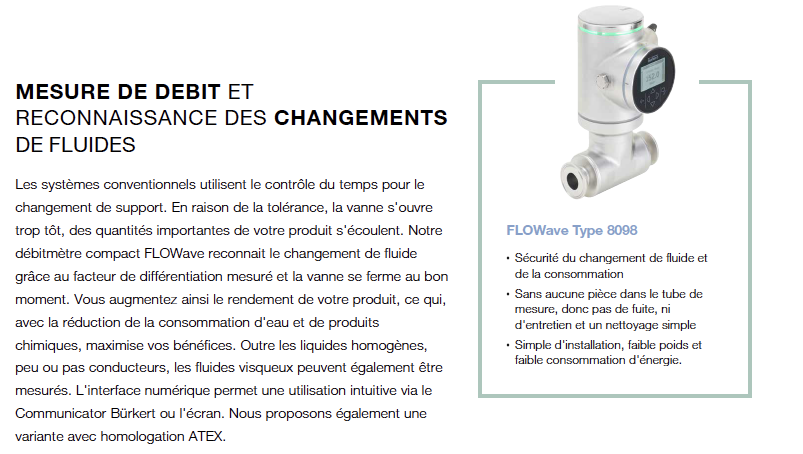 MESURE DE DEBIT ET
RECONNAISSANCE DES CHANGEMENTS
DE FLUIDES
Les systèmes conventionnels utilisent le contrôle du temps pour le
changement de support. En raison de la tolérance, la vanne s'ouvre
trop tôt, des quantités importantes de votre produit s'écoulent. Notre
débitmètre compact FLOWave reconnait le changement de fluide
grâce au facteur de différentiation mesuré et la vanne se ferme au bon
moment. Vous augmentez ainsi le rendement de votre produit, ce qui,
avec la réduction de la consommation d'eau et de produits
chimiques, maximise vos bénéfices. Outre les liquides homogènes,
peu ou pas conducteurs, les fluides visqueux peuvent également être
mesurés. L'interface numérique permet une utilisation intuitive via le
Communicator Bürkert ou l'écran. Nous proposons également une
variante avec homologation ATEX.
FLOWave Type 8098
• Sécurité du changement de fluide et
de la consommation
• Sans aucune pièce dans le tube de
mesure, donc pas de fuite, ni
d'entretien et un nettoyage simple
• Simple d'installation, faible poids et
faible consommation d'énergie.